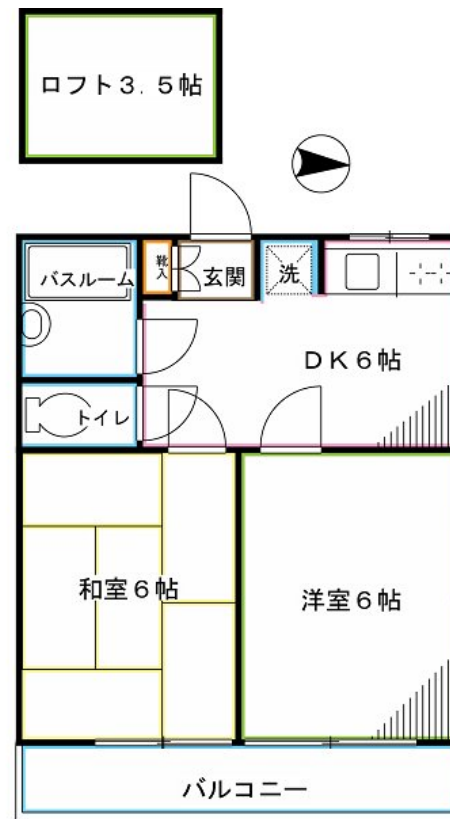 ロフト3.5帖
バスルーム
靴入
玄関
洗
DK6帖
トイレ
和室6帖
洋室6帖
バルコニー